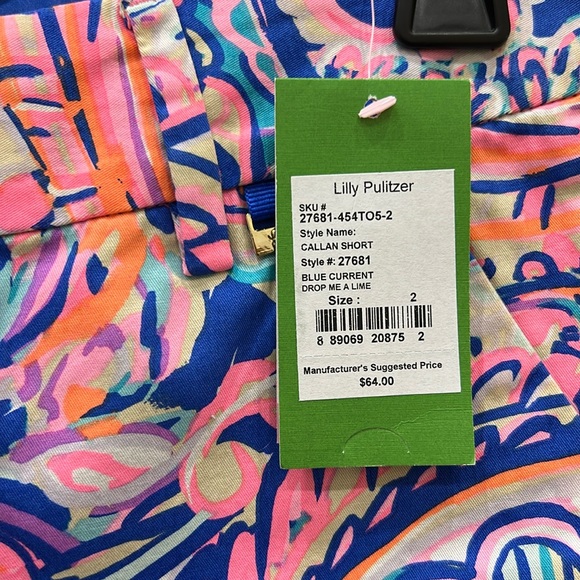 Lilly Pulitzer
SKU #
27681-454TO5-2
Style Name:
CALLAN SHORT
Style #: 27681
BLUE CURRENT
DROP ME A LIME
Size : 2
8 89069 20875 2
Manufacturer's Suggested Price
$64.00